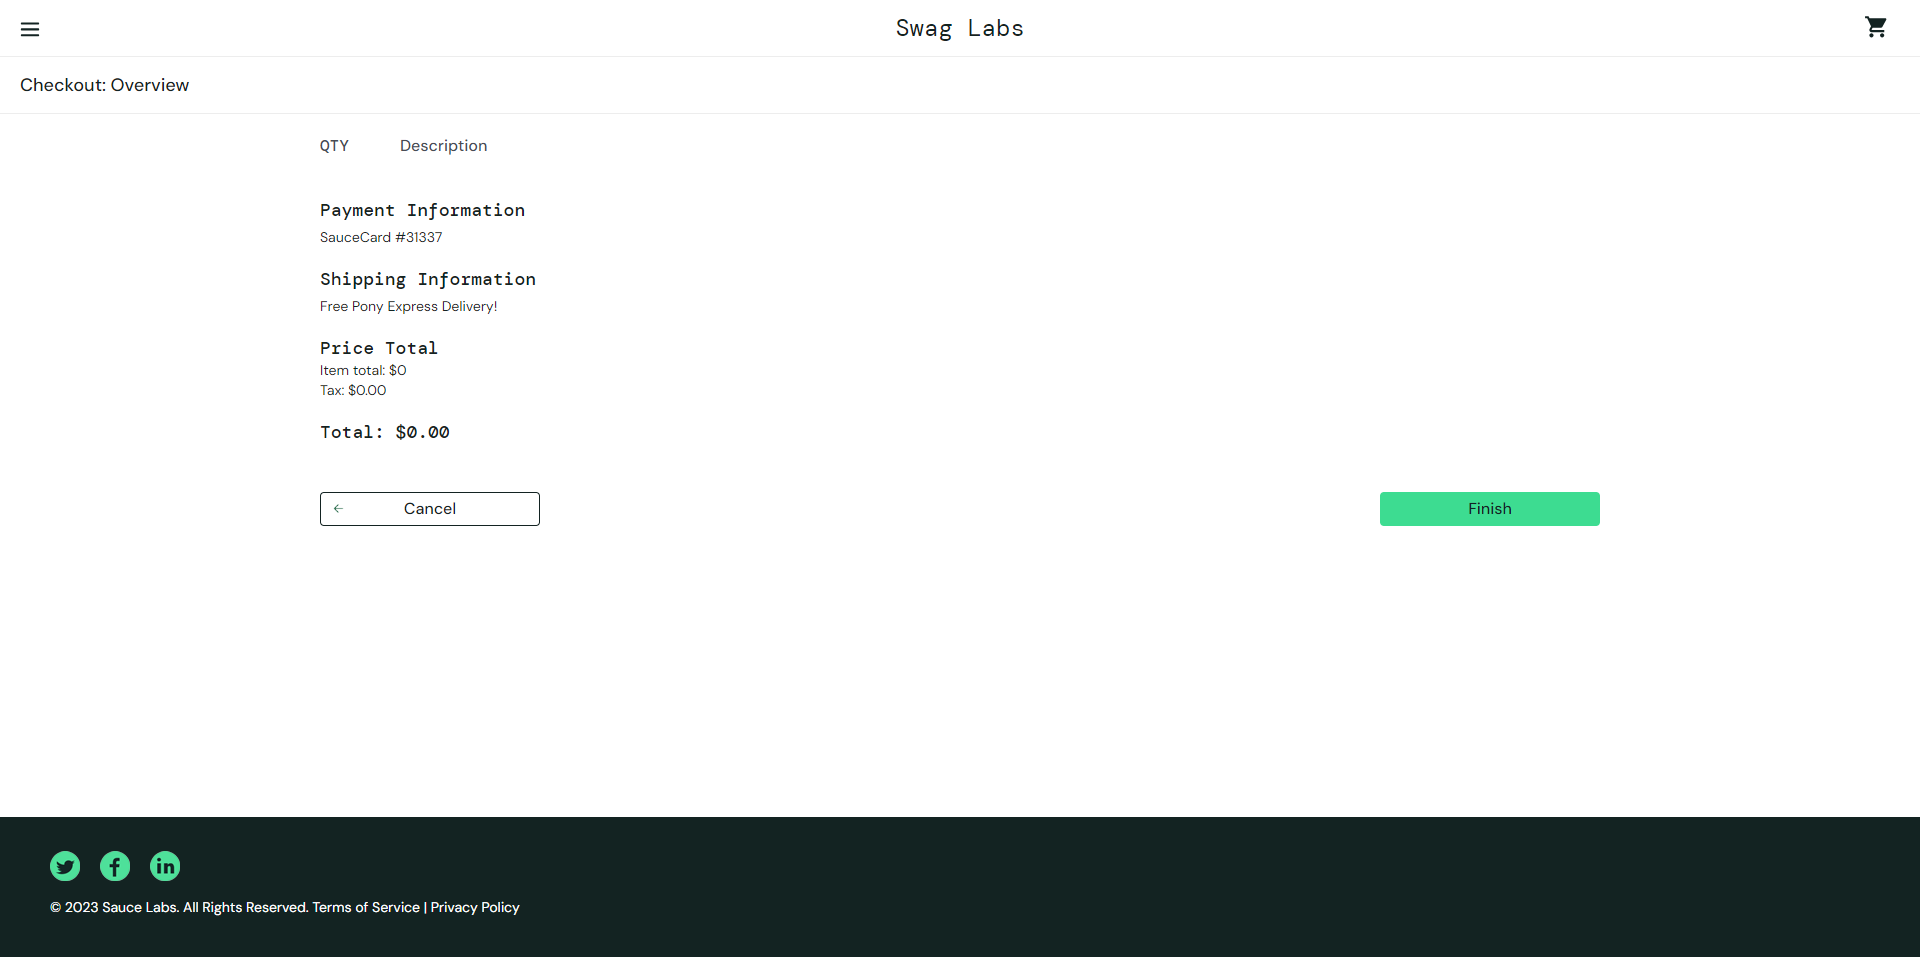 Swag Labs
Checkout: Overview
QTY Description
Payment Information
SauceCard #31337
Shipping Information
Free Pony Express Delivery!
Price Total
Item total: $0
Tax: $0.00
Total: $0.00
Cancel
Finish
© 2023 Sauce Labs. All Rights Reserved. Terms of Service | Privacy Policy